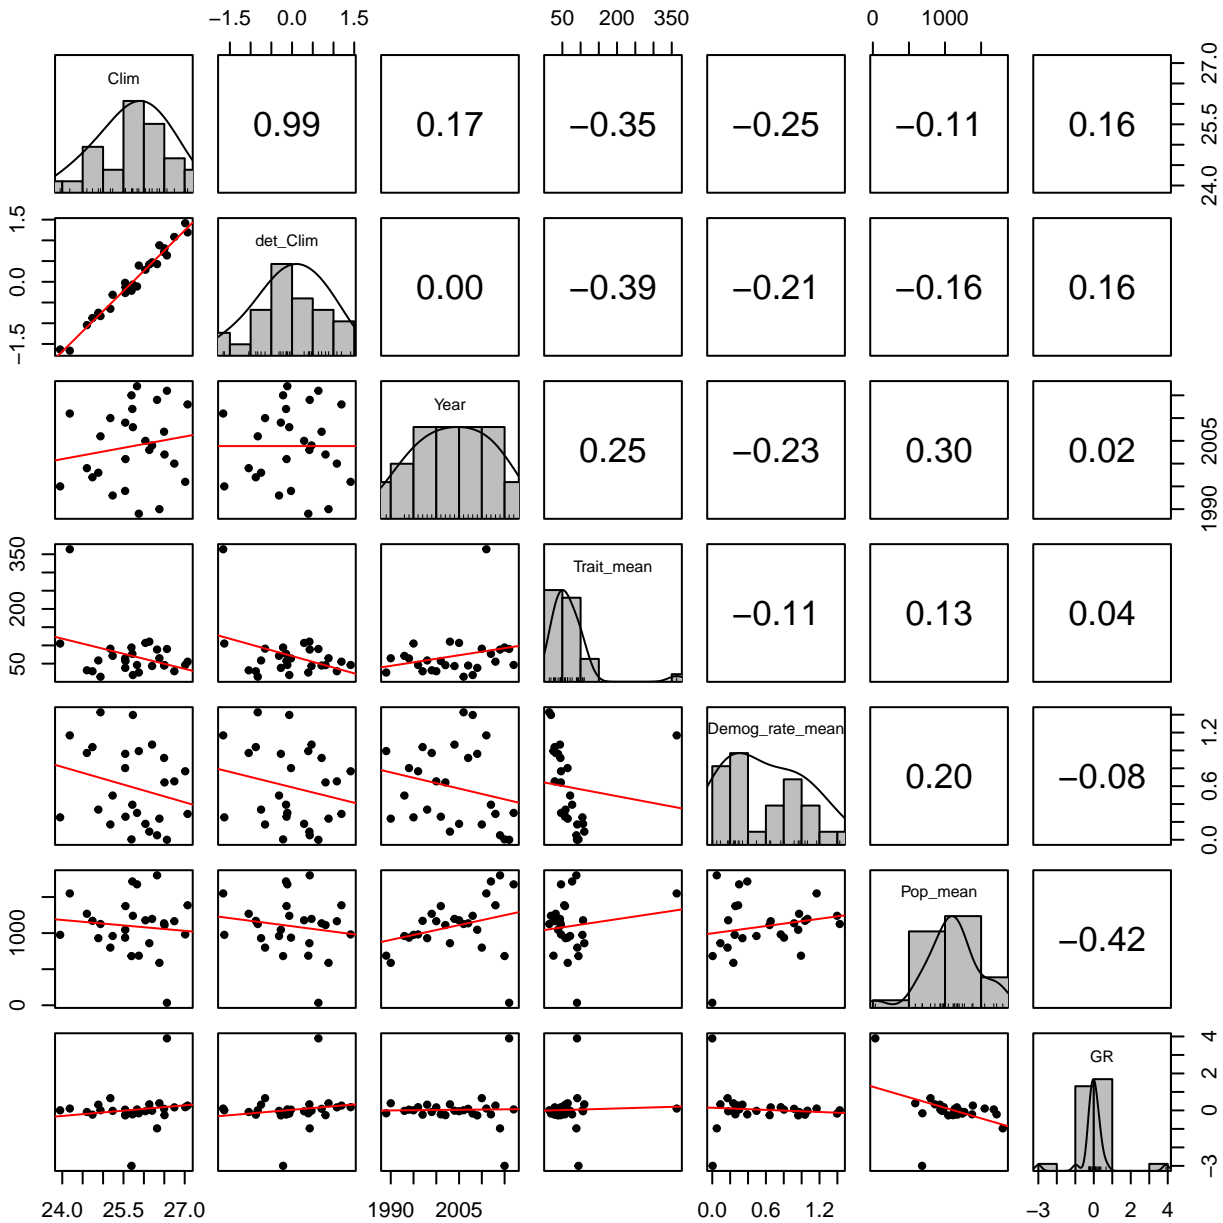 −1.5 0.0 1.5 50 200 350 0 1000
Clim 0.99 0.17 −0.35 −0.25 −0.11 0.16 24.0 25.5 27.0
−1.5 0.0 1.5 det_Clim 0.00 −0.39 −0.21 −0.16 0.16
Year 0.25 −0.23 0.30 0.02 1990 2005
50 200 350 Trait_mean −0.11 0.13 0.04
Demog_rate_mean 0.20 −0.08 0.0 0.6 1.2
0 1000 Pop_mean −0.42
GR −3 0 2 4
24.0 25.5 27.0 1990 2005 0.0 0.6 1.2 −3 0 2 4